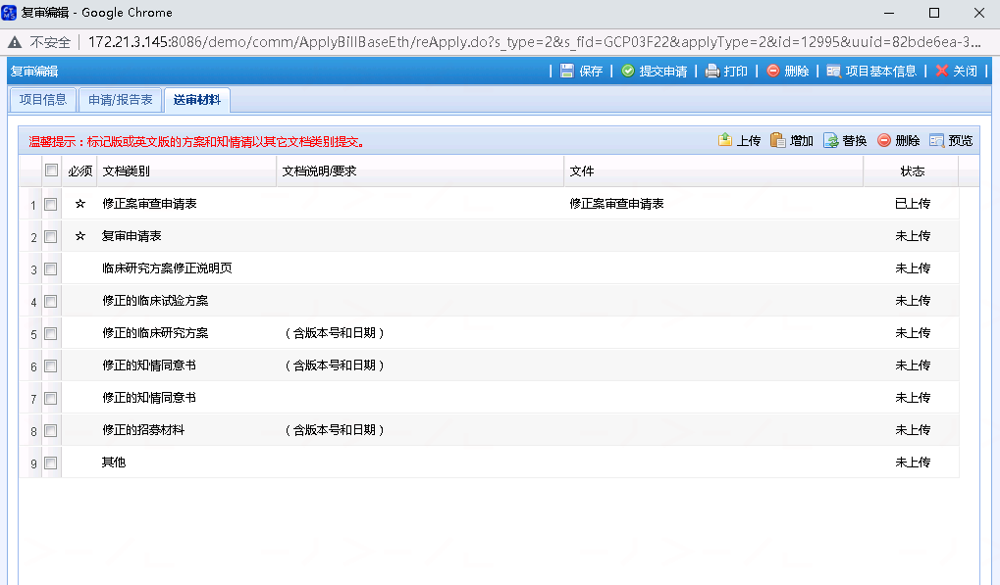 复审编辑 - Google Chrome
不安全 | 172.21.3.145:8086/demo/comm/ApplyBillBaseEth/reApply.do?s_type=2&s_fid=GCP03F22&applyType=2&id=12995&uuid=82bde6ea-3...
复审编辑 | 保存 | 提交申请 | 打印 | 删除 | 项目基本信息 | 关闭 |
项目信息 申请/报告表 送审材料
温馨提示：标记版或英文版的方案和知情请以其它文档类别提交。 上传 增加 替换 删除 预览
必须 文档类别 文档说明/要求 文件 状态
1 ☆ 修正案审查申请表 修正案审查申请表 已上传
2 ☆ 复审申请表 未上传
3 临床研究方案修正说明页 未上传
4 修正的临床试验方案 未上传
5 修正的临床研究方案 （含版本号和日期） 未上传
6 修正的知情同意书 （含版本号和日期） 未上传
7 修正的知情同意书 未上传
8 修正的招募材料 （含版本号和日期） 未上传
9 其他 未上传